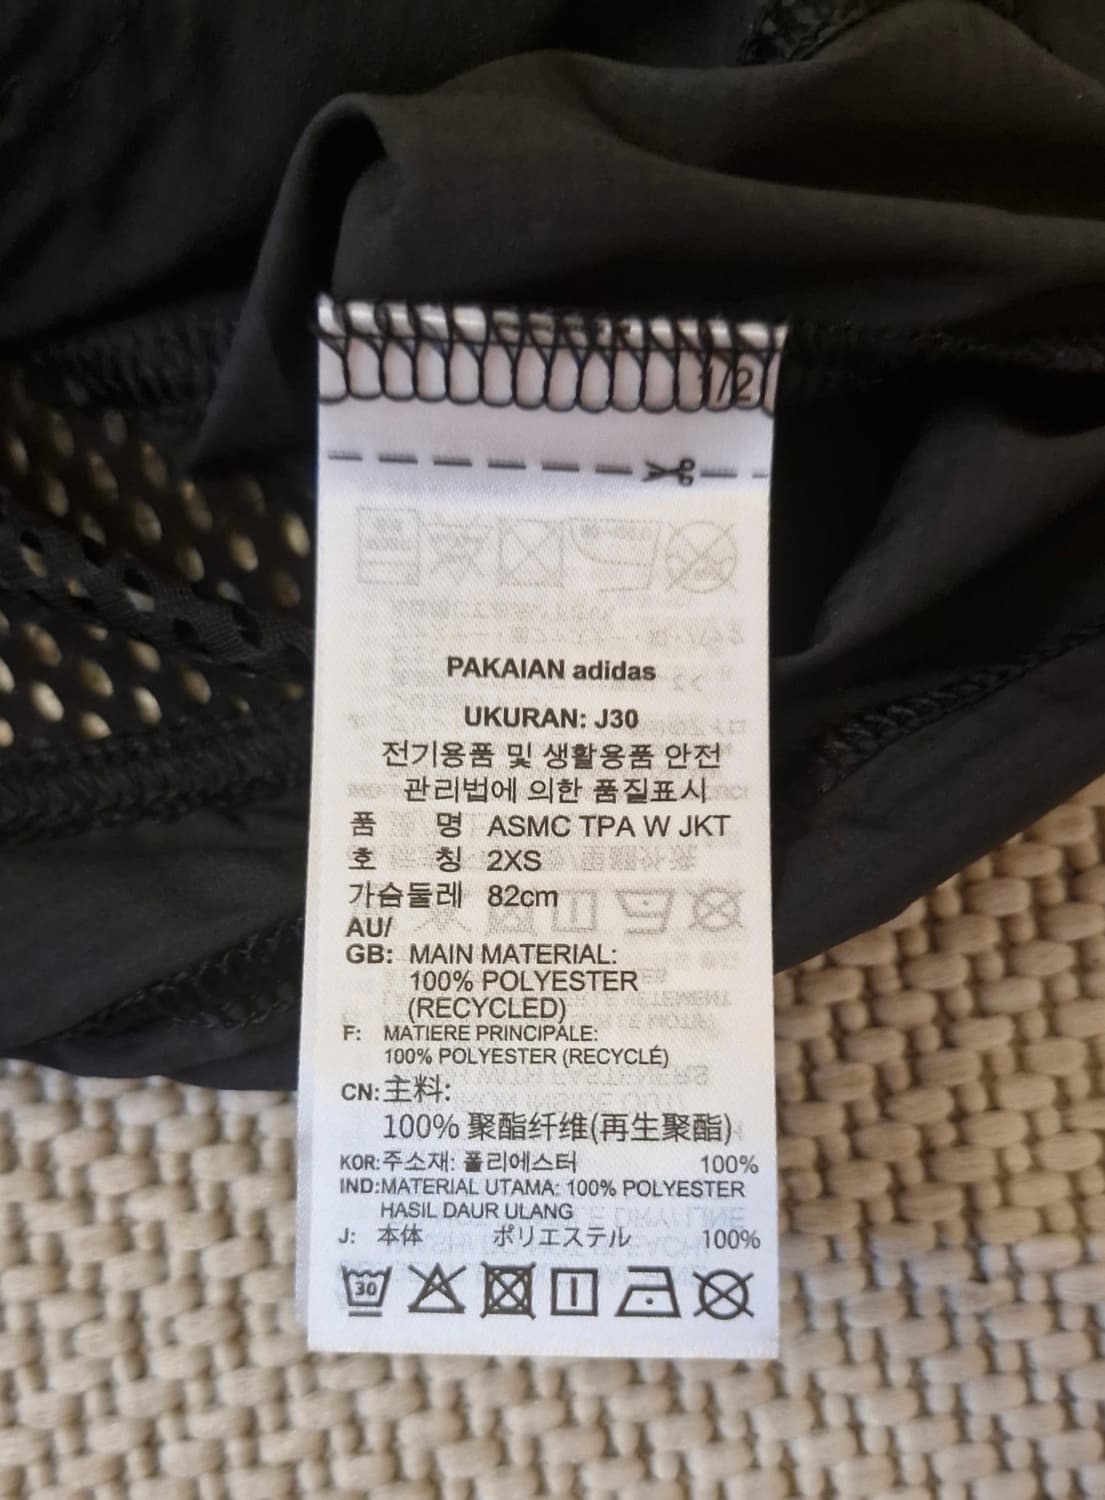 1/2
PAKAIAN adidas
UKURAN: J30
전기용품 및 생활용품 안전
관리법에 의한 품질표시
품 명 ASMC TPA W JKT
호 칭 2XS
가슴둘레 82cm
AU/
GB: MAIN MATERIAL:
100% POLYESTER
(RECYCLED)
F: MATIERE PRINCIPALE:
100% POLYESTER (RECYCLÉ)
CN: 主料:
100% 聚酯纤维(再生聚酯)
KOR: 주소재: 폴리에스터 100%
IND: MATERIAL UTAMA: 100% POLYESTER
HASIL DAUR ULANG
J: 本体 ポリエステル 100%
30